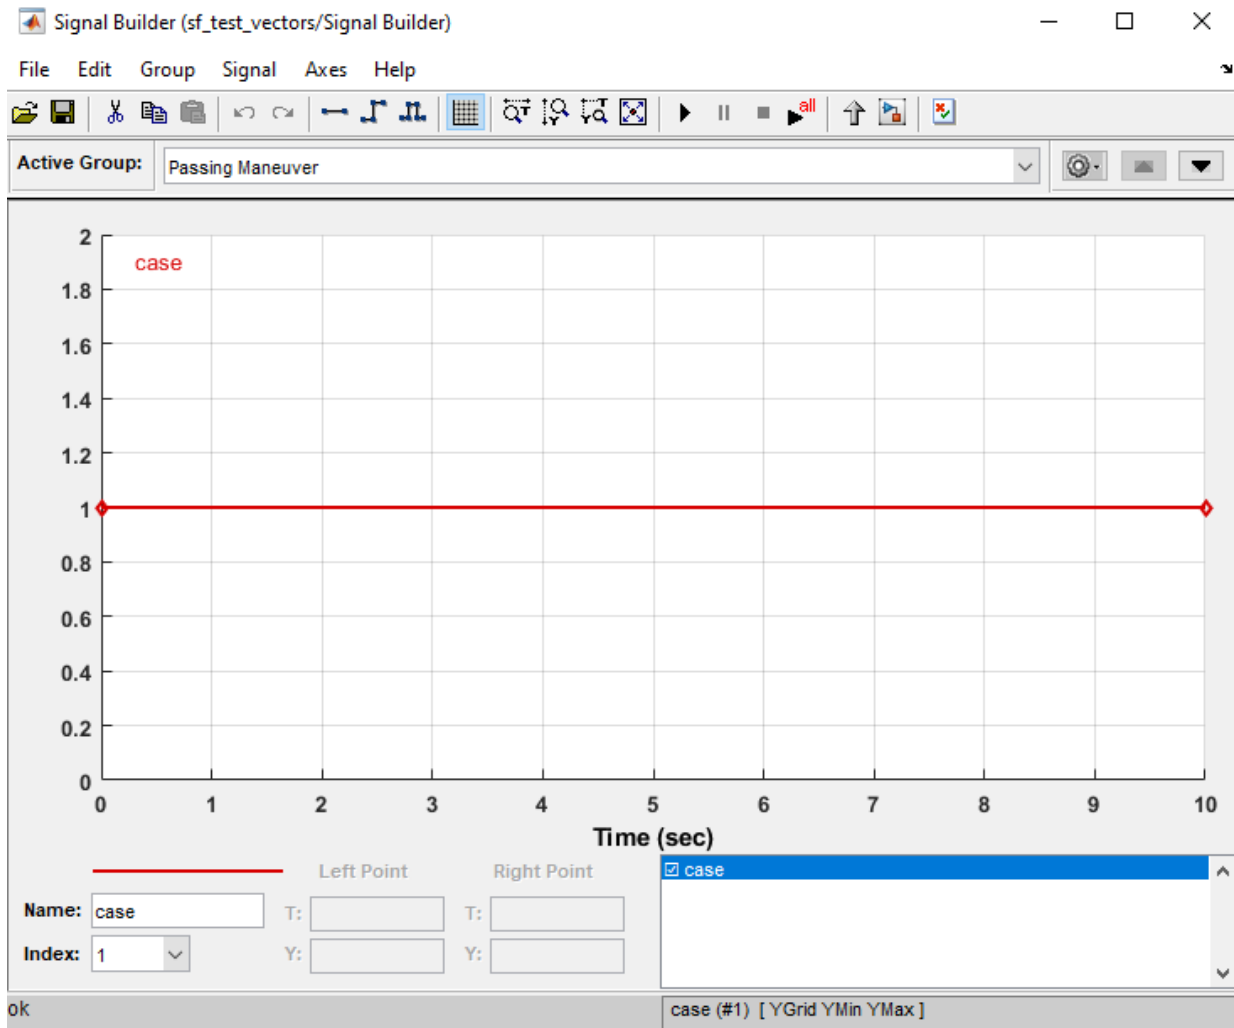 Signal Builder (sf_test_vectors/Signal Builder)
File Edit Group Signal Axes Help
all
Active Group: Passing Maneuver
case
2
1.8
1.6
1.4
1.2
1
0.8
0.6
0.4
0.2
0
0 1 2 3 4 5 6 7 8 9 10
Time (sec)
Left Point Right Point case
Name: case T: T:
Index: 1 Y: Y:
ok case (#1) [ YGrid YMin YMax ]